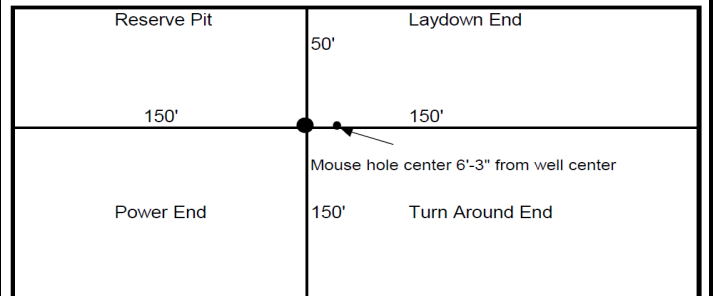 Reserve Pit
Laydown End
50'
150'
150'
Mouse hole center 6'-3" from well center
Power End
150'
Turn Around End